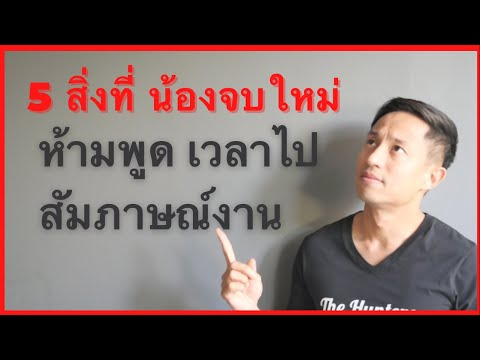 5 สิ่งที่ น้องจบใหม่
ห้ามพูด เวลาไป
สัมภาษณ์งาน
The Hunters